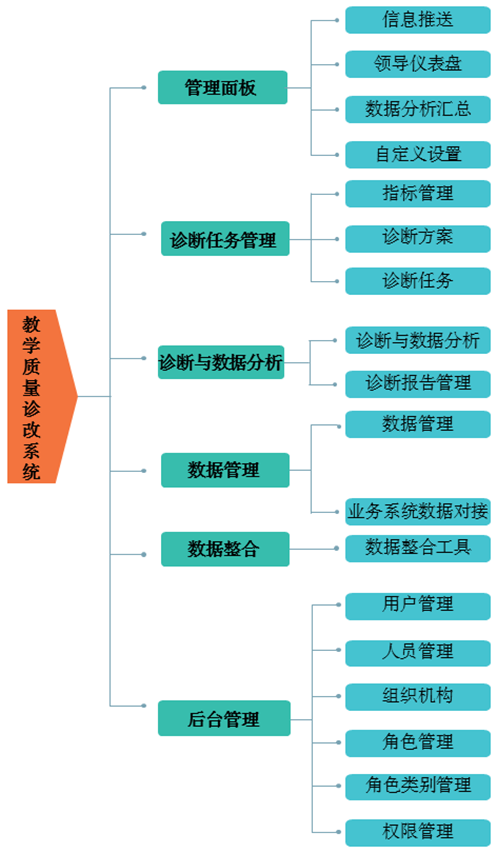 教学质量诊改系统
管理面板
信息推送
领导仪表盘
数据分析汇总
自定义设置
诊断任务管理
指标管理
诊断方案
诊断任务
诊断与数据分析
诊断与数据分析
诊断报告管理
数据管理
数据管理
业务系统数据对接
数据整合
数据整合工具
后台管理
用户管理
人员管理
组织机构
角色管理
角色类别管理
权限管理